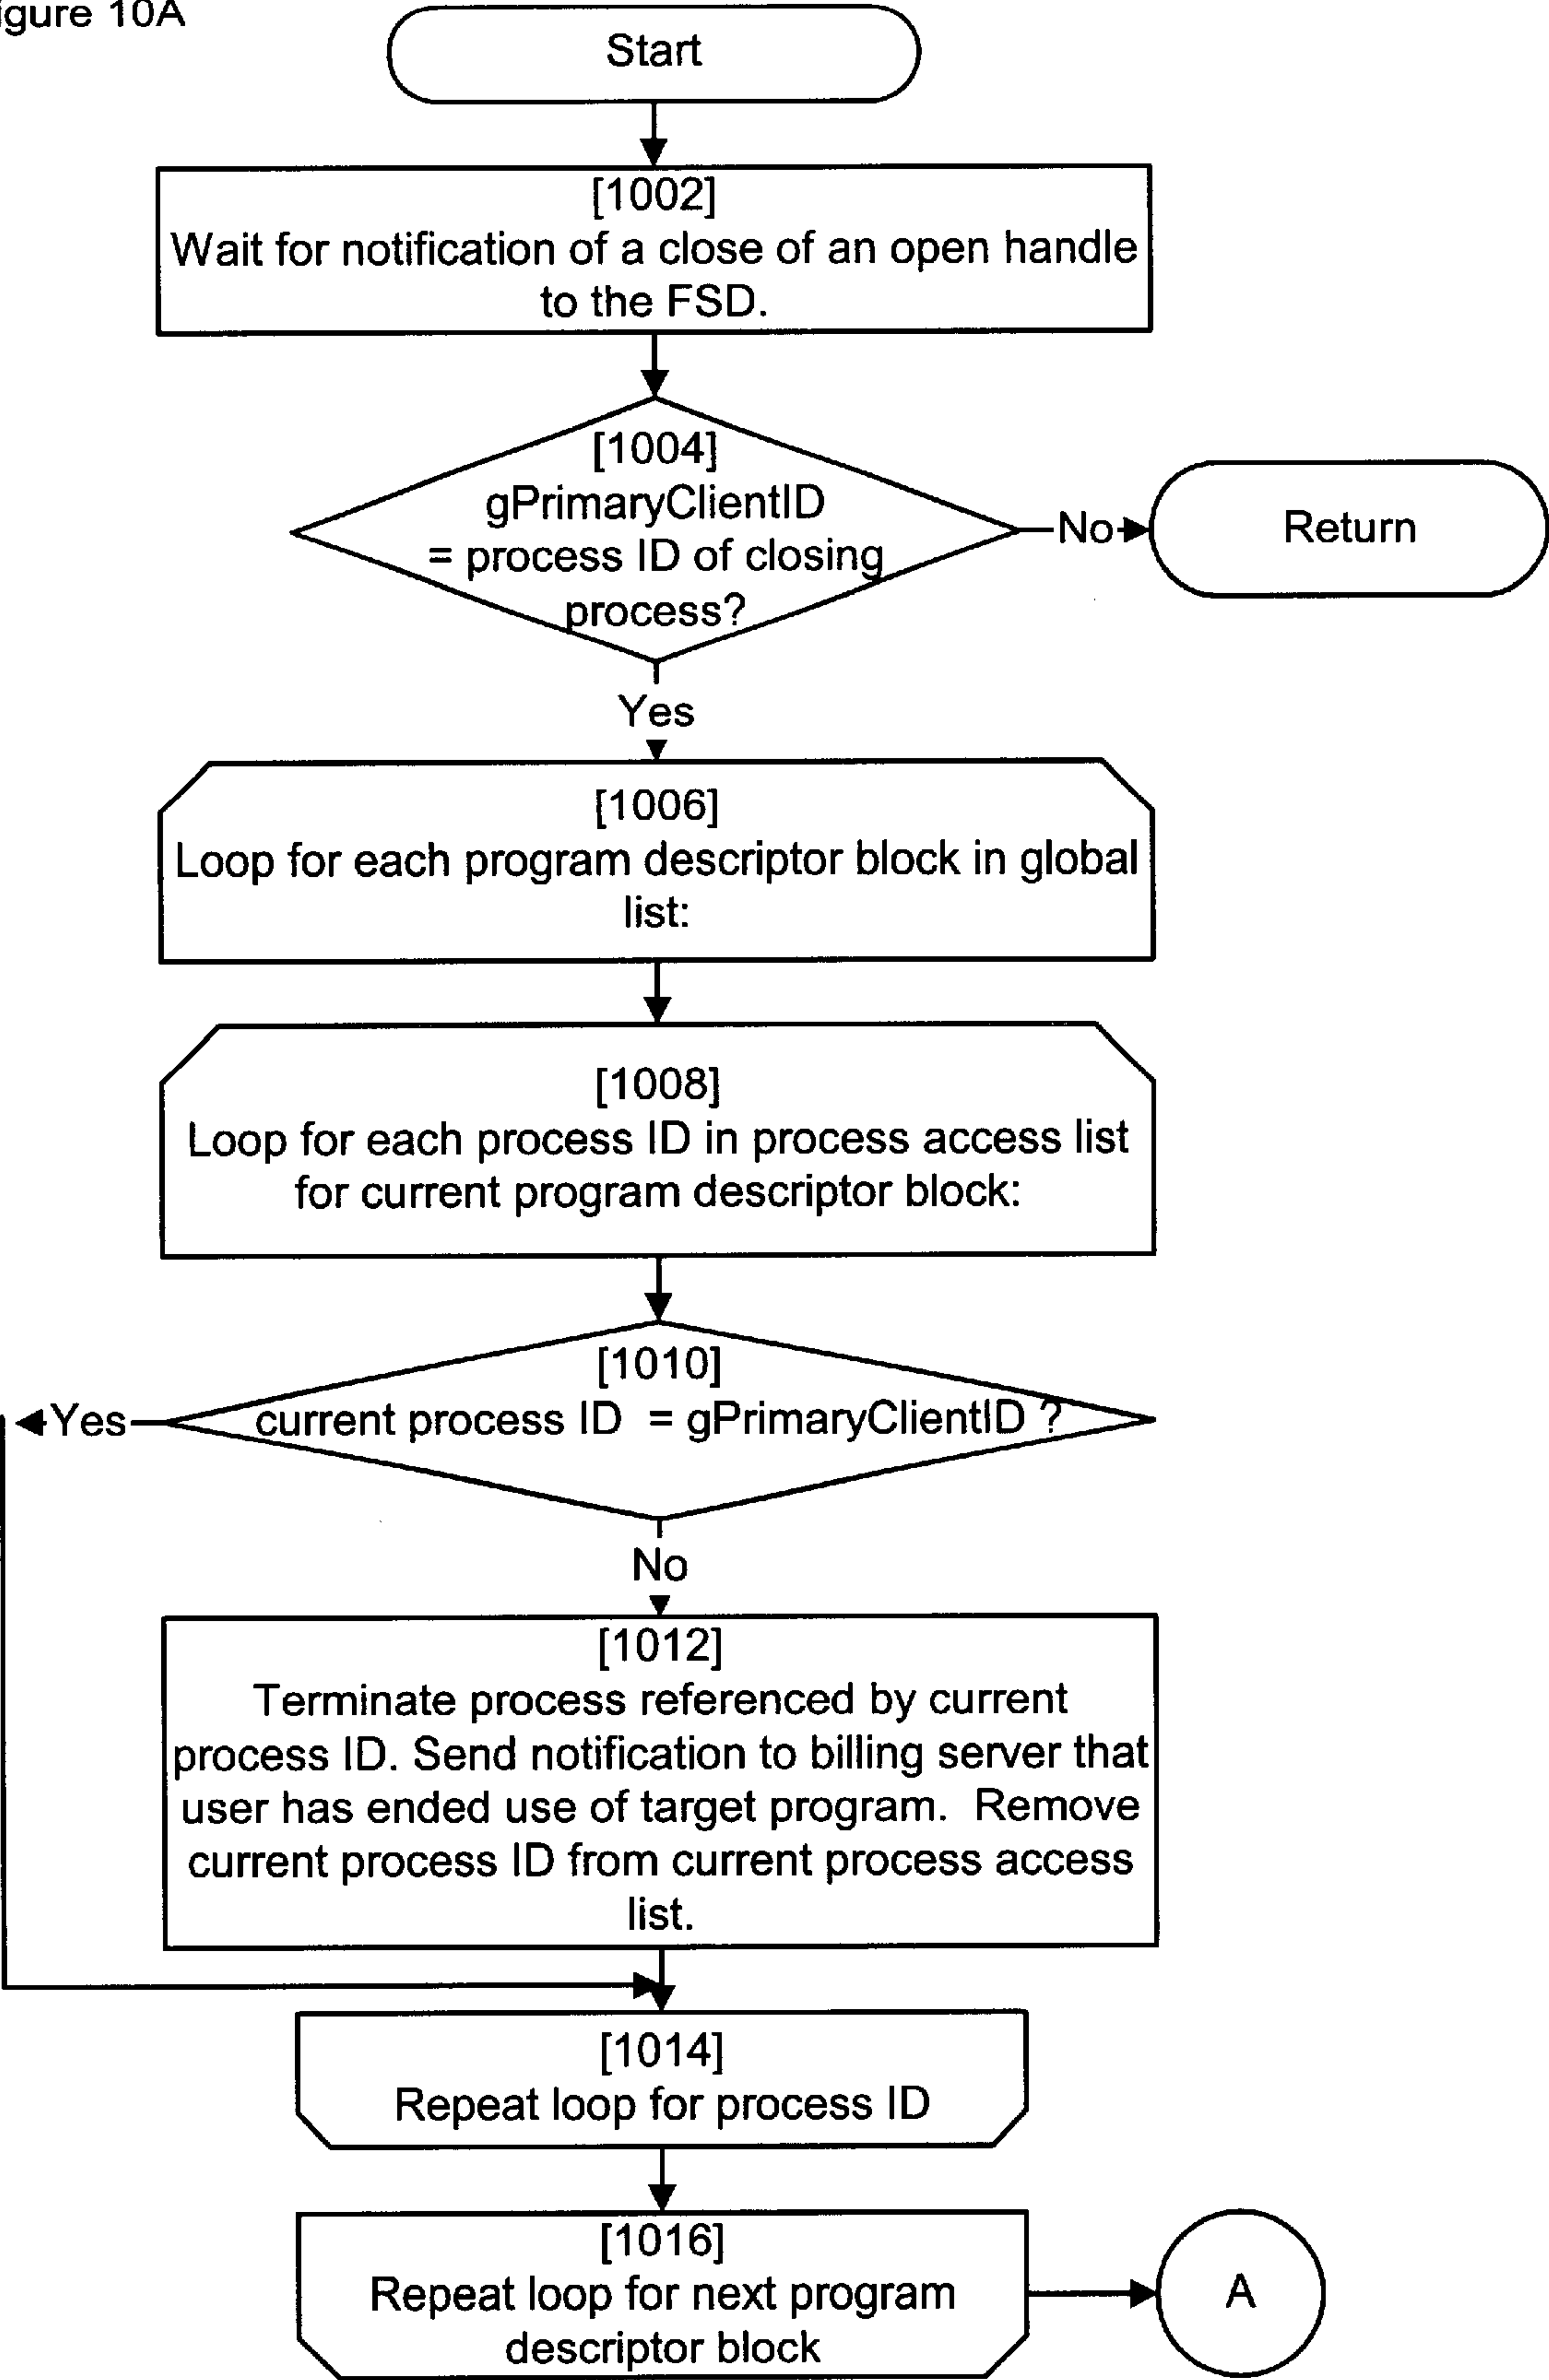 gure 10A
Start
[1002]
Wait for notification of a close of an open handle
to the FSD.
[1004]
gPrimaryClientID
= process ID of closing
process?
No
Return
Yes
[1006]
Loop for each program descriptor block in global
list:
[1008]
Loop for each process ID in process access list
for current program descriptor block:
[1010]
current process ID = gPrimaryClientID ?
Yes
No
[1012]
Terminate process referenced by current
process ID. Send notification to billing server that
user has ended use of target program. Remove
current process ID from current process access
list.
[1014]
Repeat loop for process ID
[1016]
Repeat loop for next program
descriptor block
A